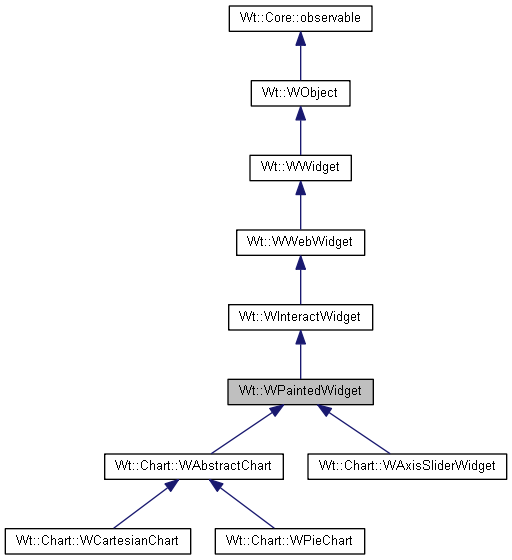 Wt::Core::observable
Wt::WObject
Wt::WWidget
Wt::WWebWidget
Wt::WInteractWidget
Wt::WPaintedWidget
Wt::Chart::WAbstractChart
Wt::Chart::WAxisSliderWidget
Wt::Chart::WCartesianChart
Wt::Chart::WPieChart